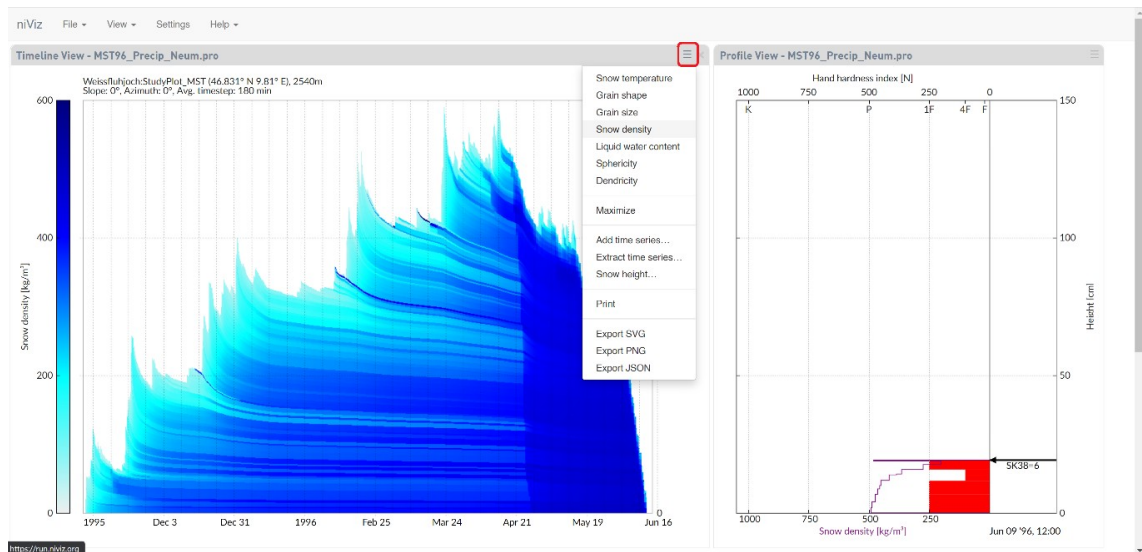 niViz File View Settings Help
Timeline View - MST96_Precip_Neum.pro
Weissfluhjoch:StudyPlot_MST (46.831° N 9.81° E), 2540m
Slope: 0°, Azimuth: 0°, Avg. timestep: 180 min
600
400
200
0
Snow density [kg/m³]
1995 Dec 3 Dec 31 1996 Feb 25 Mar 24 Apr 21 May 19 Jun 16
0
Snow temperature
Grain shape
Grain size
Snow density
Liquid water content
Sphericity
Dendricity
Maximize
Add time series...
Extract time series...
Snow height...
Print
Export SVG
Export PNG
Export JSON
Profile View - MST96_Precip_Neum.pro
Hand hardness index [N]
1000 750 500 250 0
K P 1F 4F F
150
100
50
0
Height [cm]
SK38=6
1000 750 500 250
Snow density [kg/m³]
Jun 09 '96, 12:00
https://run.niviz.org